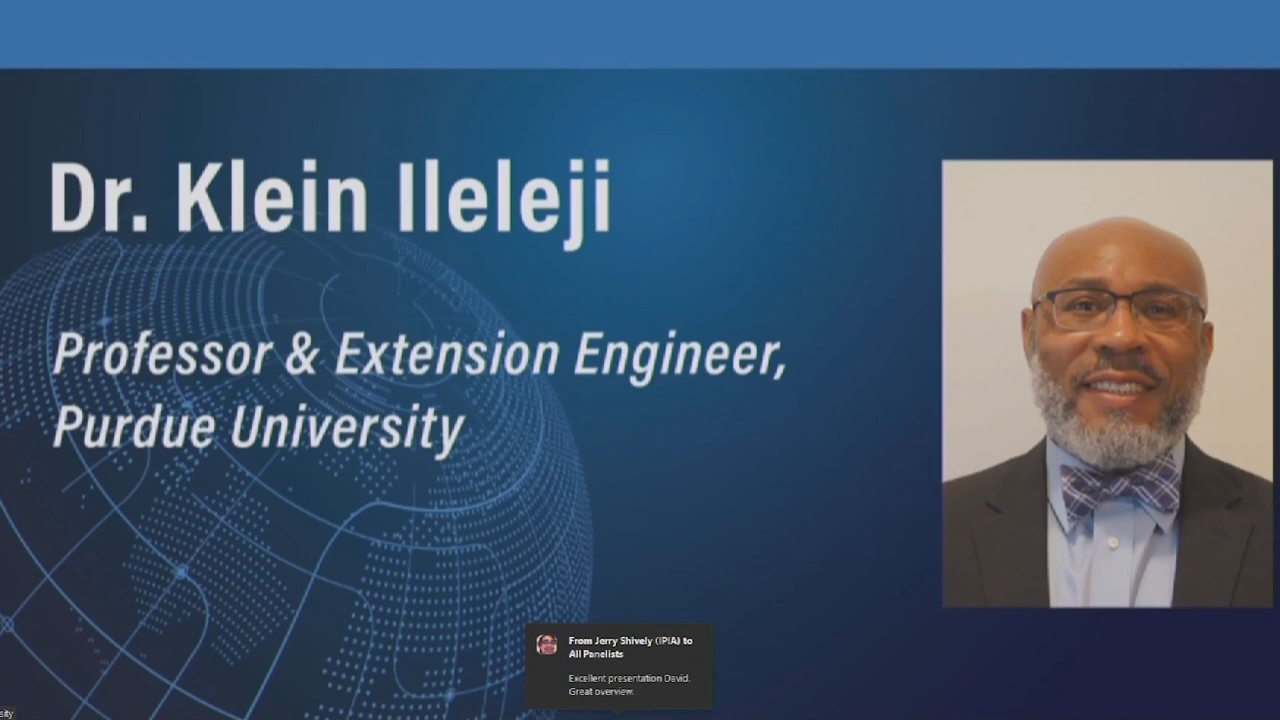 Dr. Klein Ileleji
Professor & Extension Engineer,
Purdue University
From Jerry Shively (IPIA) to
All Panelists
Excellent presentation David.
Great overview.
sity